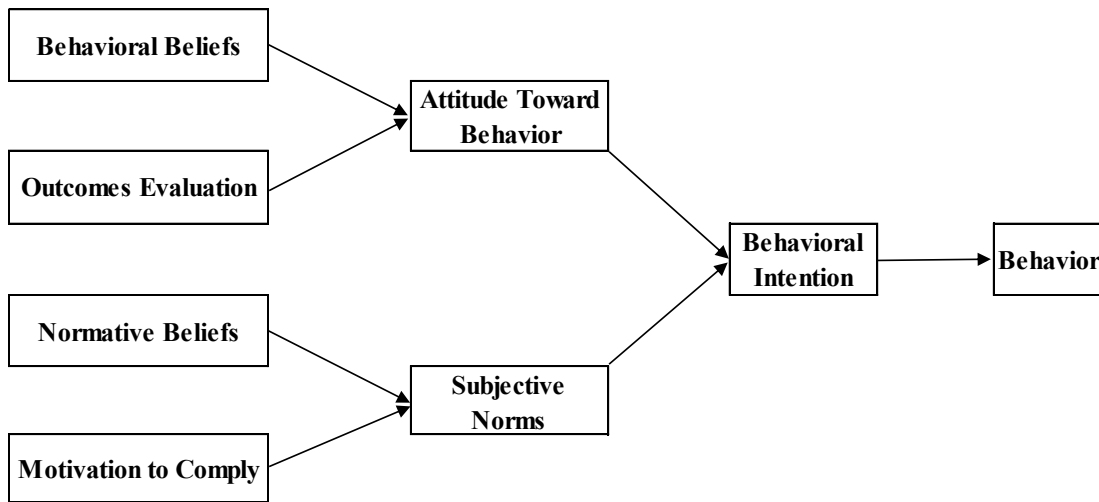 Behavioral Beliefs
Attitude Toward
Behavior
Outcomes Evaluation
Behavioral
Intention
Behavior
Normative Beliefs
Subjective
Norms
Motivation to Comply